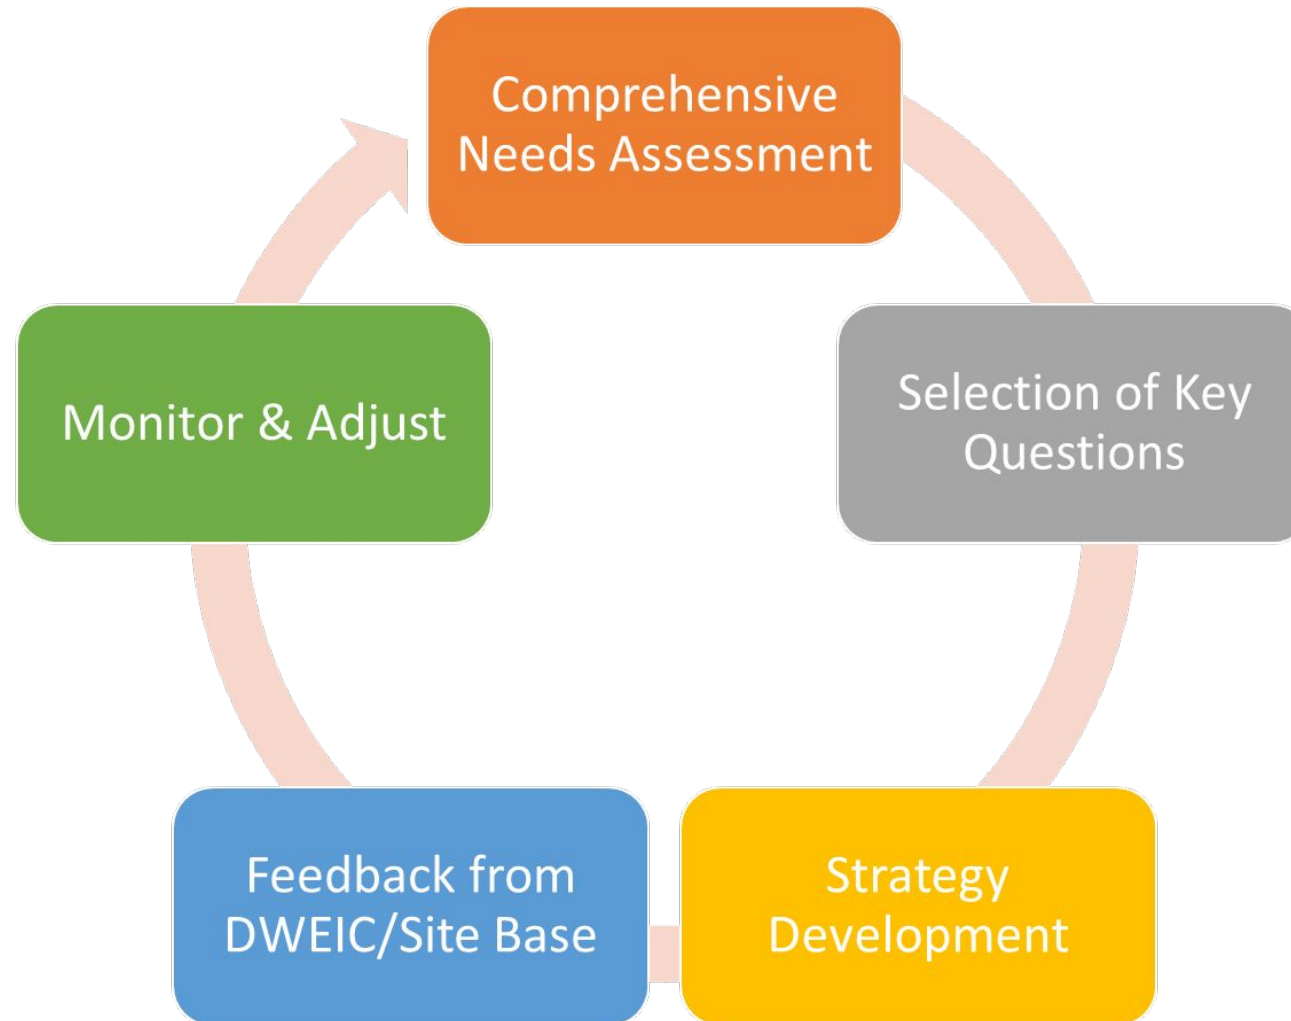 Comprehensive
Needs Assessment
Selection of Key
Questions
Strategy
Development
Feedback from
DWEIC/Site Base
Monitor & Adjust